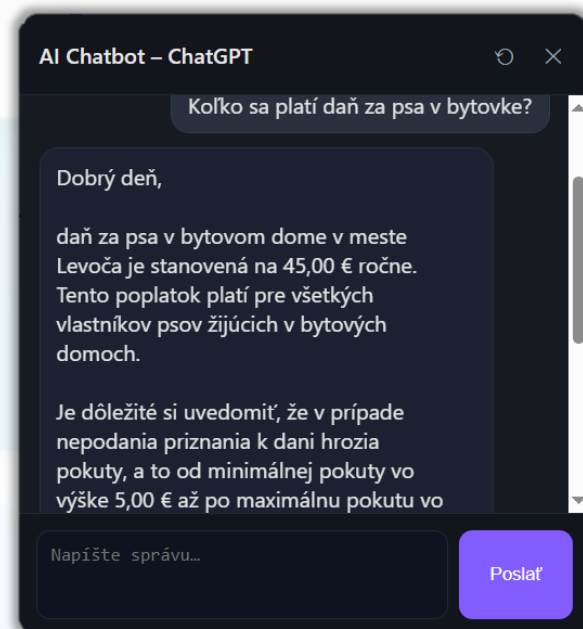 AI Chatbot – ChatGPT
Koľko sa platí daň za psa v bytovke?
Dobrý deň,
daň za psa v bytovom dome v meste
Levoča je stanovená na 45,00 € ročne.
Tento poplatok platí pre všetkých
vlastníkov psov žijúcich v bytových
domoch.
Je dôležité si uvedomiť, že v prípade
nepodania priznania k dani hrozia
pokuty, a to od minimálnej pokuty vo
výške 5,00 € až po maximálnu pokutu vo
Napíšte správu…
Poslať